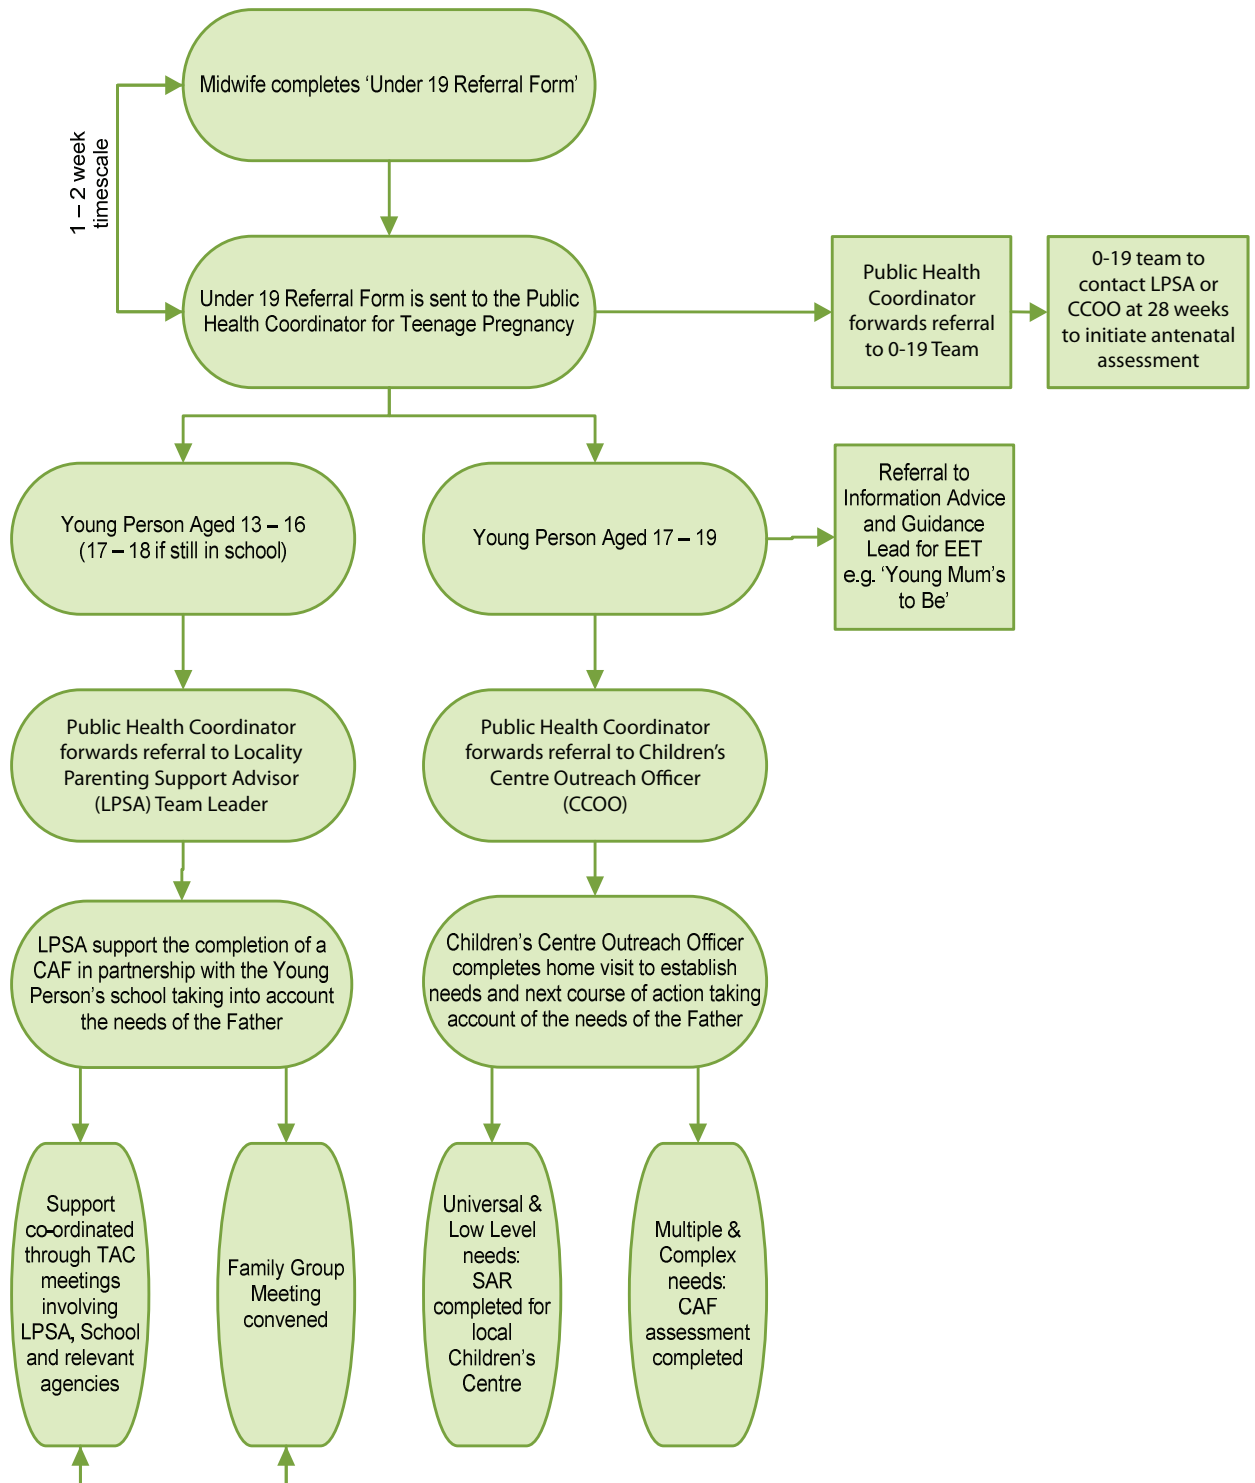 Midwife completes ‘Under 19 Referral Form’
1 – 2 week
timescale
Under 19 Referral Form is sent to the Public
Health Coordinator for Teenage Pregnancy
Public Health
Coordinator
forwards referral
to 0-19 Team
0-19 team to
contact LPSA or
CCOO at 28 weeks
to initiate antenatal
assessment
Young Person Aged 13 – 16
(17 – 18 if still in school)
Young Person Aged 17 – 19
Referral to
Information Advice
and Guidance
Lead for EET
e.g. ‘Young Mum’s
to Be’
Public Health Coordinator
forwards referral to Locality
Parenting Support Advisor
(LPSA) Team Leader
Public Health Coordinator
forwards referral to Children’s
Centre Outreach Officer
(CCOO)
LPSA support the completion of a
CAF in partnership with the Young
Person’s school taking into account
the needs of the Father
Children’s Centre Outreach Officer
completes home visit to establish
needs and next course of action taking
account of the needs of the Father
Support
co-ordinated
through TAC
meetings
involving
LPSA, School
and relevant
agencies
Family Group
Meeting
convened
Universal &
Low Level
needs:
SAR
completed for
local
Children’s
Centre
Multiple &
Complex
needs:
CAF
assessment
completed